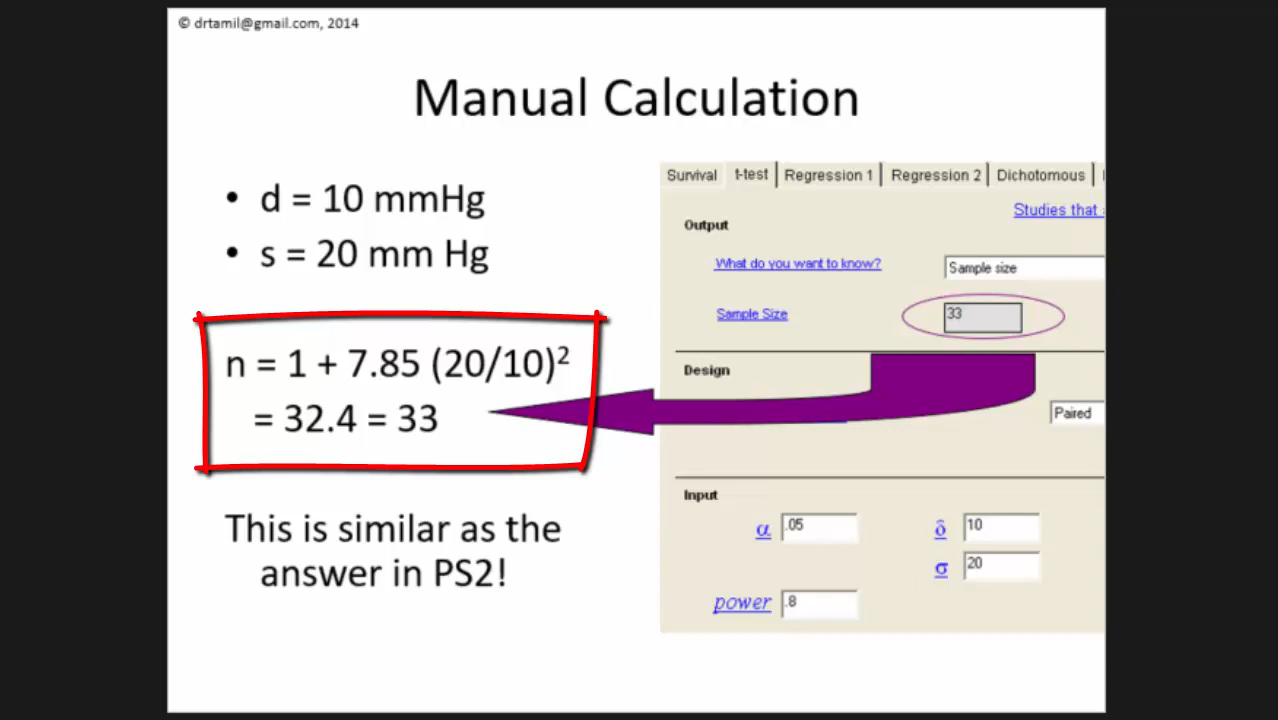 © drtamil@gmail.com, 2014
Manual Calculation
• d = 10 mmHg
• s = 20 mm Hg
n = 1 + 7.85 (20/10)²
= 32.4 = 33
This is similar as the
answer in PS2!
Survival t-test Regression 1 Regression 2 Dichotomous
Studies that
Output
What do you want to know? Sample size
Sample Size 33
Design
Paired
Input
α .05 δ 10
σ 20
power .8